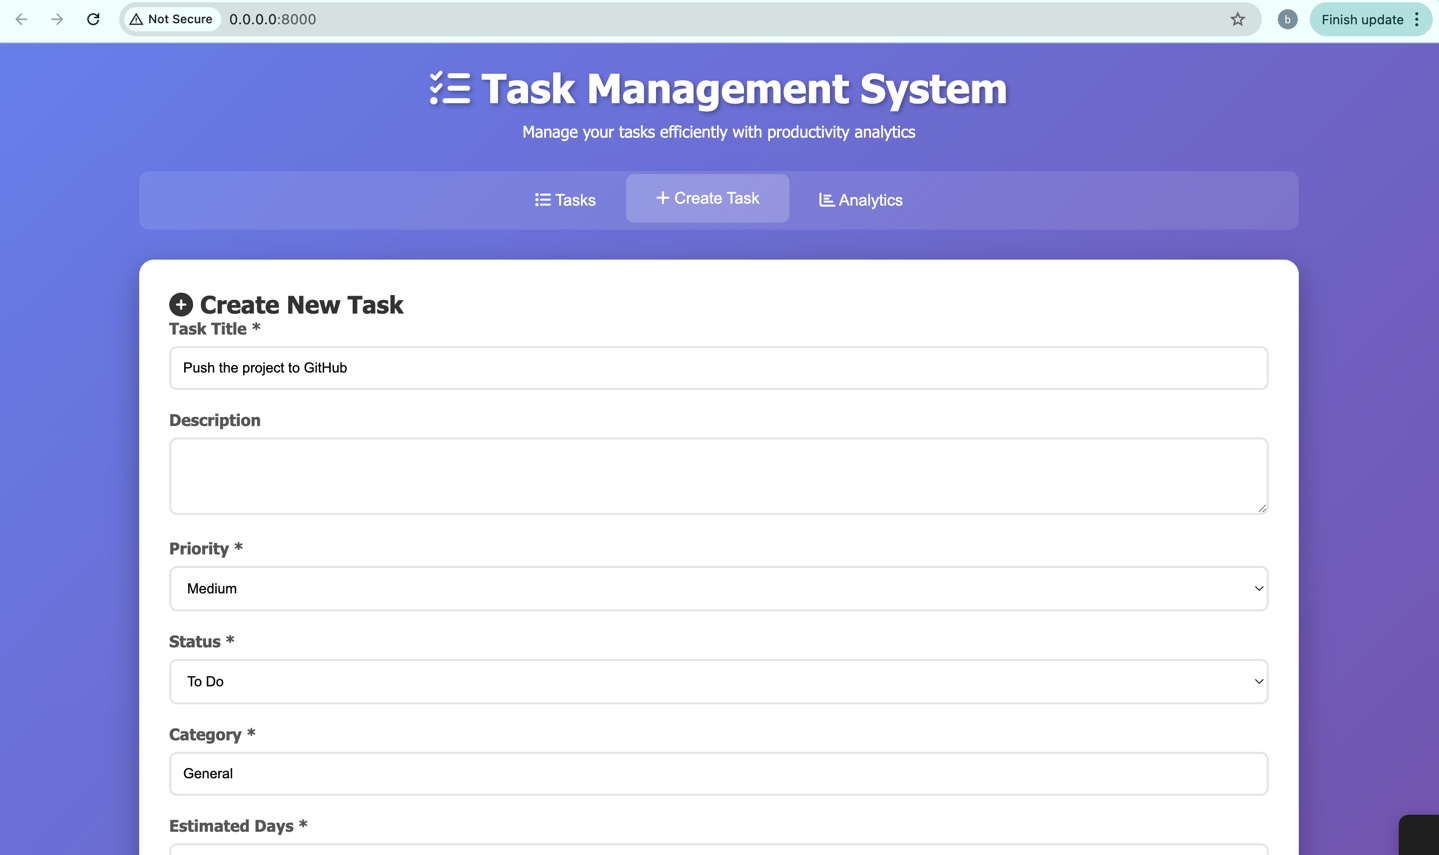 Not Secure 0.0.0.0:8000 b Finish update
Task Management System
Manage your tasks efficiently with productivity analytics
Tasks + Create Task Analytics
Create New Task
Task Title *
Push the project to GitHub
Description
Priority *
Medium
Status *
To Do
Category *
General
Estimated Days *